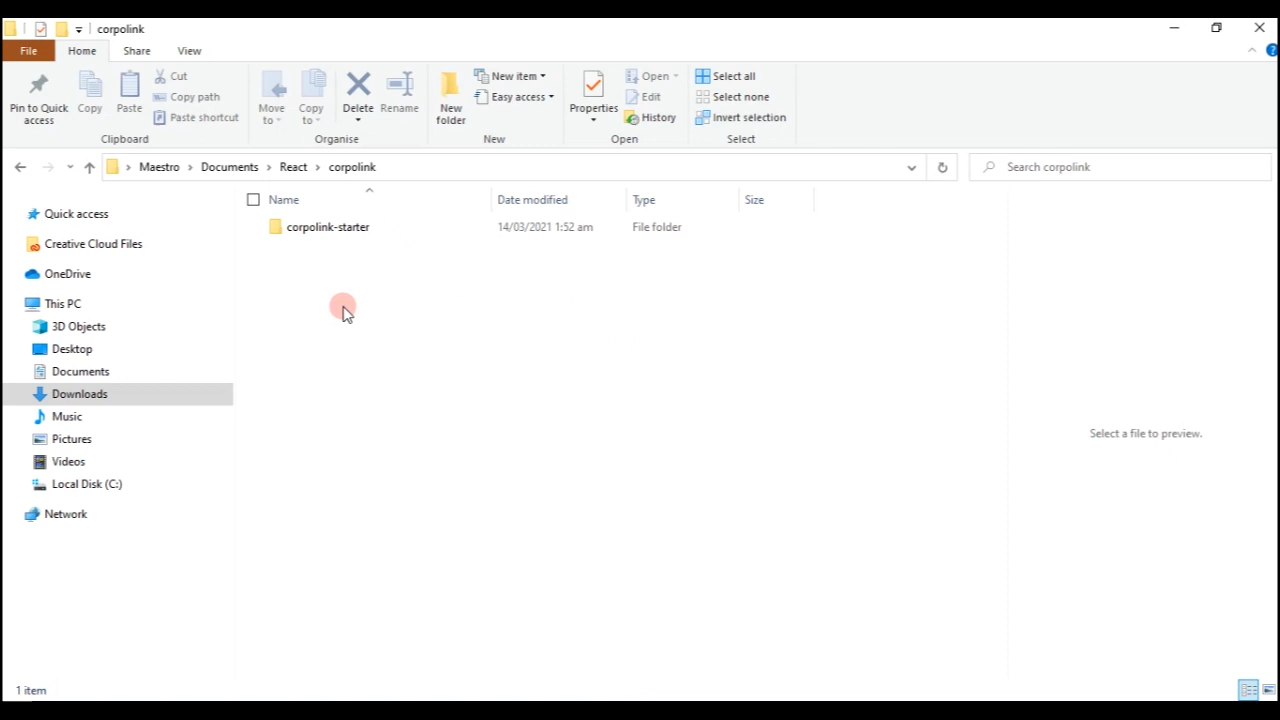 corpolink
File Home Share View
Pin to Quick access
Copy
Paste
Cut
Copy path
Paste shortcut
Clipboard
Move to
Copy to
Delete
Rename
Organise
New folder
New item
Easy access
New
Properties
Open
Edit
History
Open
Select all
Select none
Invert selection
Select
Maestro › Documents › React › corpolink
Search corpolink
Name Date modified Type Size
corpolink-starter 14/03/2021 1:52 am File folder
Quick access
Creative Cloud Files
OneDrive
This PC
3D Objects
Desktop
Documents
Downloads
Music
Pictures
Videos
Local Disk (C:)
Network
Select a file to preview.
1 item